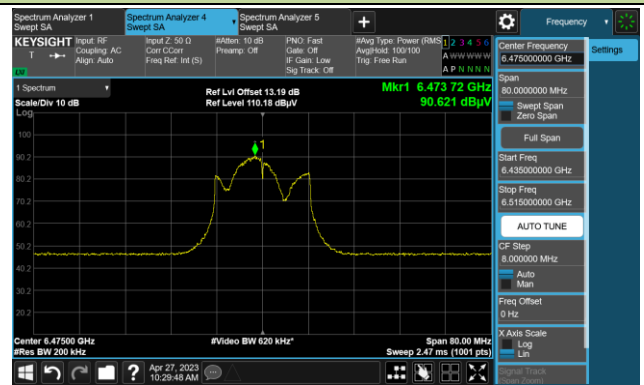 Spectrum Analyzer 1
Swept SA
Spectrum Analyzer 4
Swept SA
Spectrum Analyzer 5
Swept SA
Frequency
KEYSIGHT
Input: RF
Coupling: AC
Align: Auto
Input Z: 50 Ω
Corr CCorr
Freq Ref: Int (S)
#Atten: 10 dB
Preamp: Off
PNO: Fast
Gate: Off
IF Gain: Low
Sig Track: Off
#Avg Type: Power (RMS
Avg|Hold: 100/100
Trig: Free Run
1 2 3 4 5 6
A W W W W W
A P N N N N
1 Spectrum
Scale/Div 10 dB
Log
Ref Lvl Offset 13.19 dB
Ref Level 110.18 dBµV
Mkr1 6.473 72 GHz
90.621 dBµV
1
100
90.2
80.2
70.2
60.2
50.2
40.2
30.2
20.2
Center 6.47500 GHz
#Res BW 200 kHz
#Video BW 620 kHz*
Span 80.00 MHz
Sweep 2.47 ms (1001 pts)
Center Frequency
6.475000000 GHz
Settings
Span
80.0000000 MHz
Swept Span
Zero Span
Full Span
Start Freq
6.435000000 GHz
Stop Freq
6.515000000 GHz
AUTO TUNE
CF Step
8.000000 MHz
Auto
Man
Freq Offset
0 Hz
X Axis Scale
Log
Lin
Signal Track
(Span Zoom)
Apr 27, 2023
10:29:48 AM